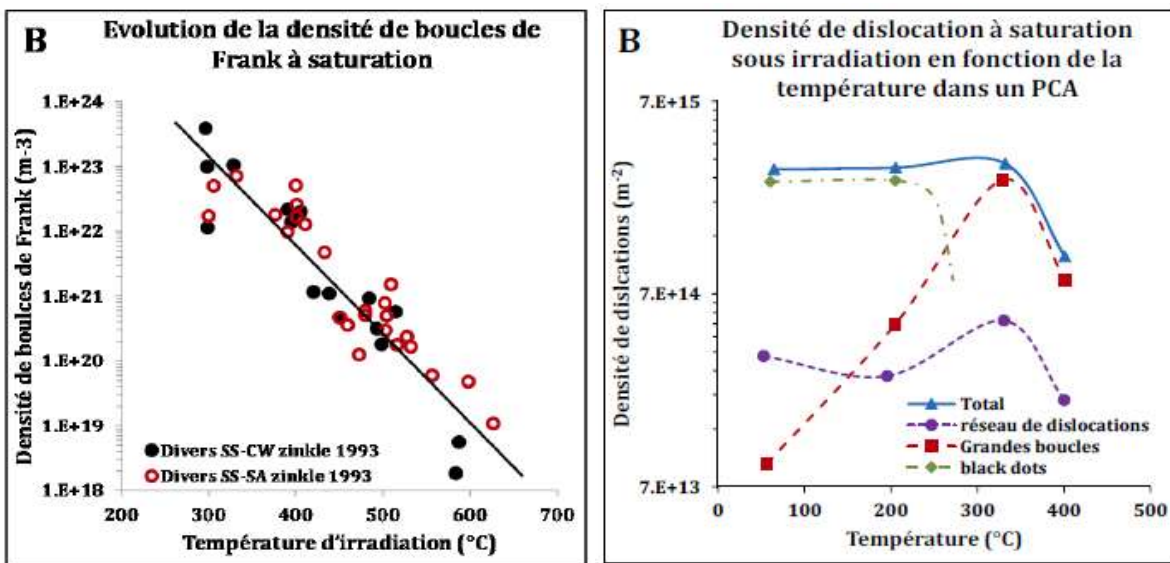 B
Evolution de la densité de boucles de
Frank à saturation
Densité de boulces de Frank (m-3)
1.E+24
1.E+23
1.E+22
1.E+21
1.E+20
1.E+19
1.E+18
Divers SS-CW zinkle 1993
Divers SS-SA zinkle 1993
200 300 400 500 600 700
Température d'irradiation (°C)
B
Densité de dislocation à saturation
sous irradiation en fonction de la
température dans un PCA
Densité de dislcations (m⁻²)
7.E+15
7.E+14
7.E+13
Total
réseau de dislocations
Grandes boucles
black dots
0 100 200 300 400 500
Température (°C)